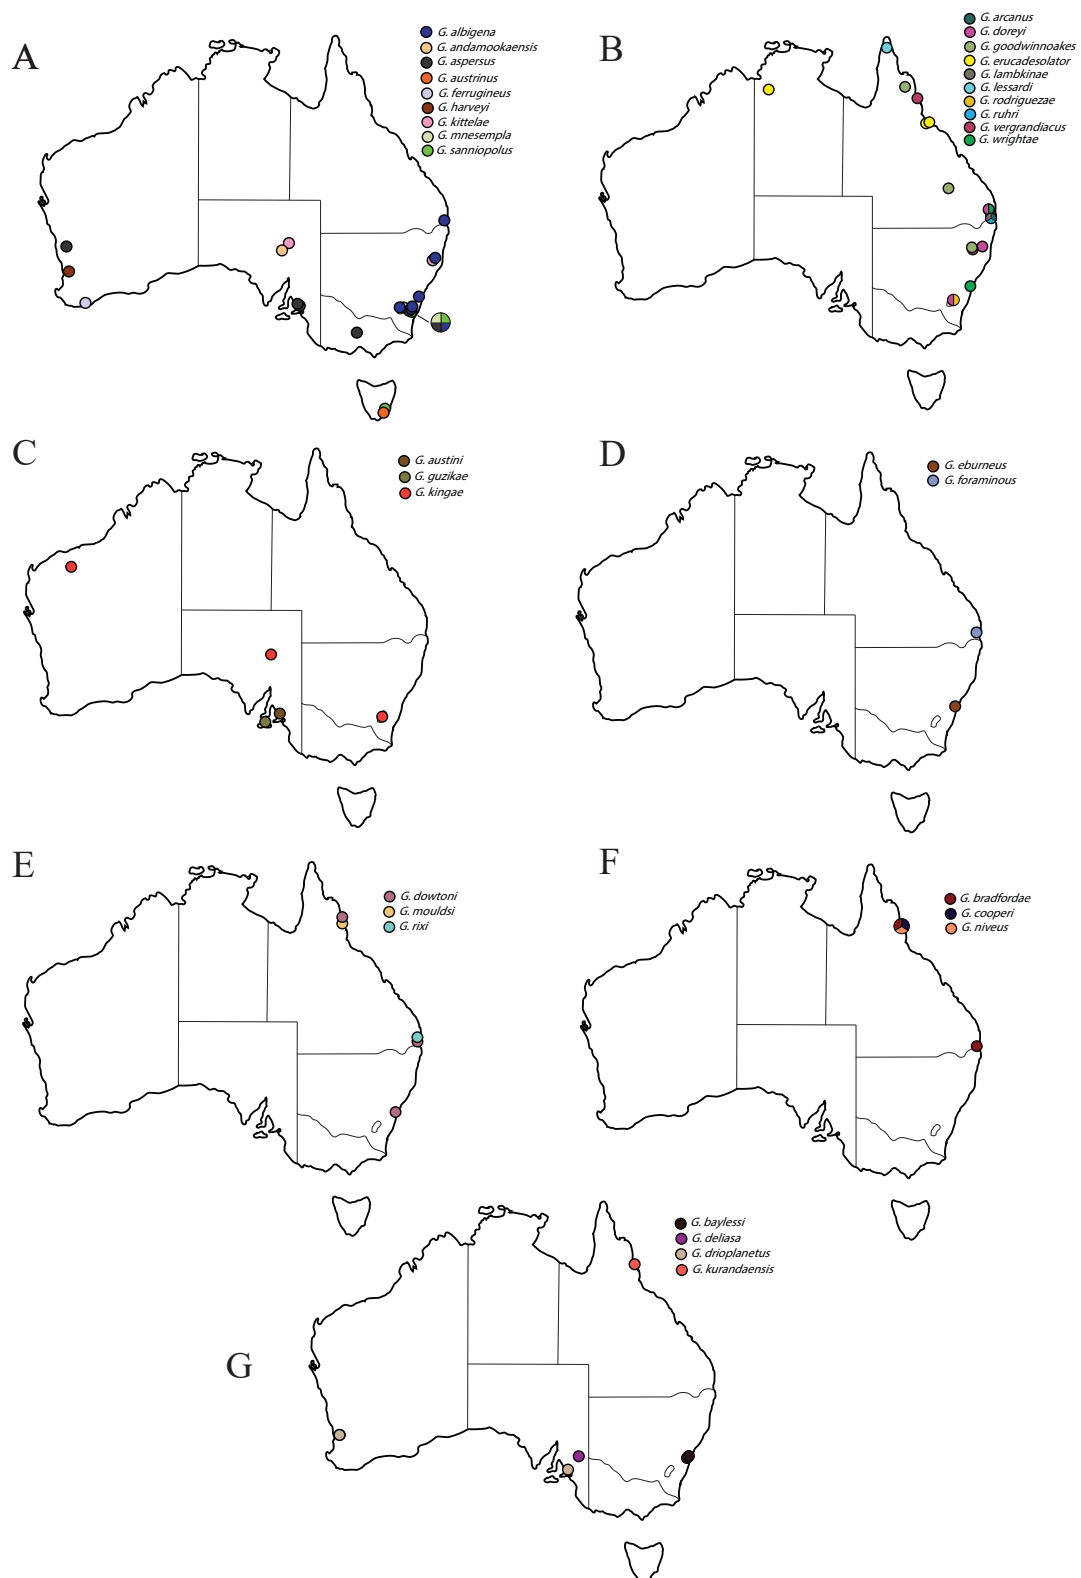 A
G. albigena
G. andamookaensis
G. aspersus
G. austrinus
G. ferrugineus
G. harveyi
G. kittelae
G. mnesempla
G. sanniopolus
B
G. arcanus
G. doreyi
G. goodwinnoakes
G. erucadesolator
G. lambkinae
G. lessardi
G. rodriguezae
G. ruhri
G. vergrandiacus
G. wrightae
C
G. austini
G. guzikae
G. kingae
D
G. eburneus
G. foraminous
E
G. dowtoni
G. mouldsi
G. rixi
F
G. bradfordae
G. cooperi
G. niveus
G
G. baylessi
G. deliasa
G. drioplanetus
G. kurandaensis